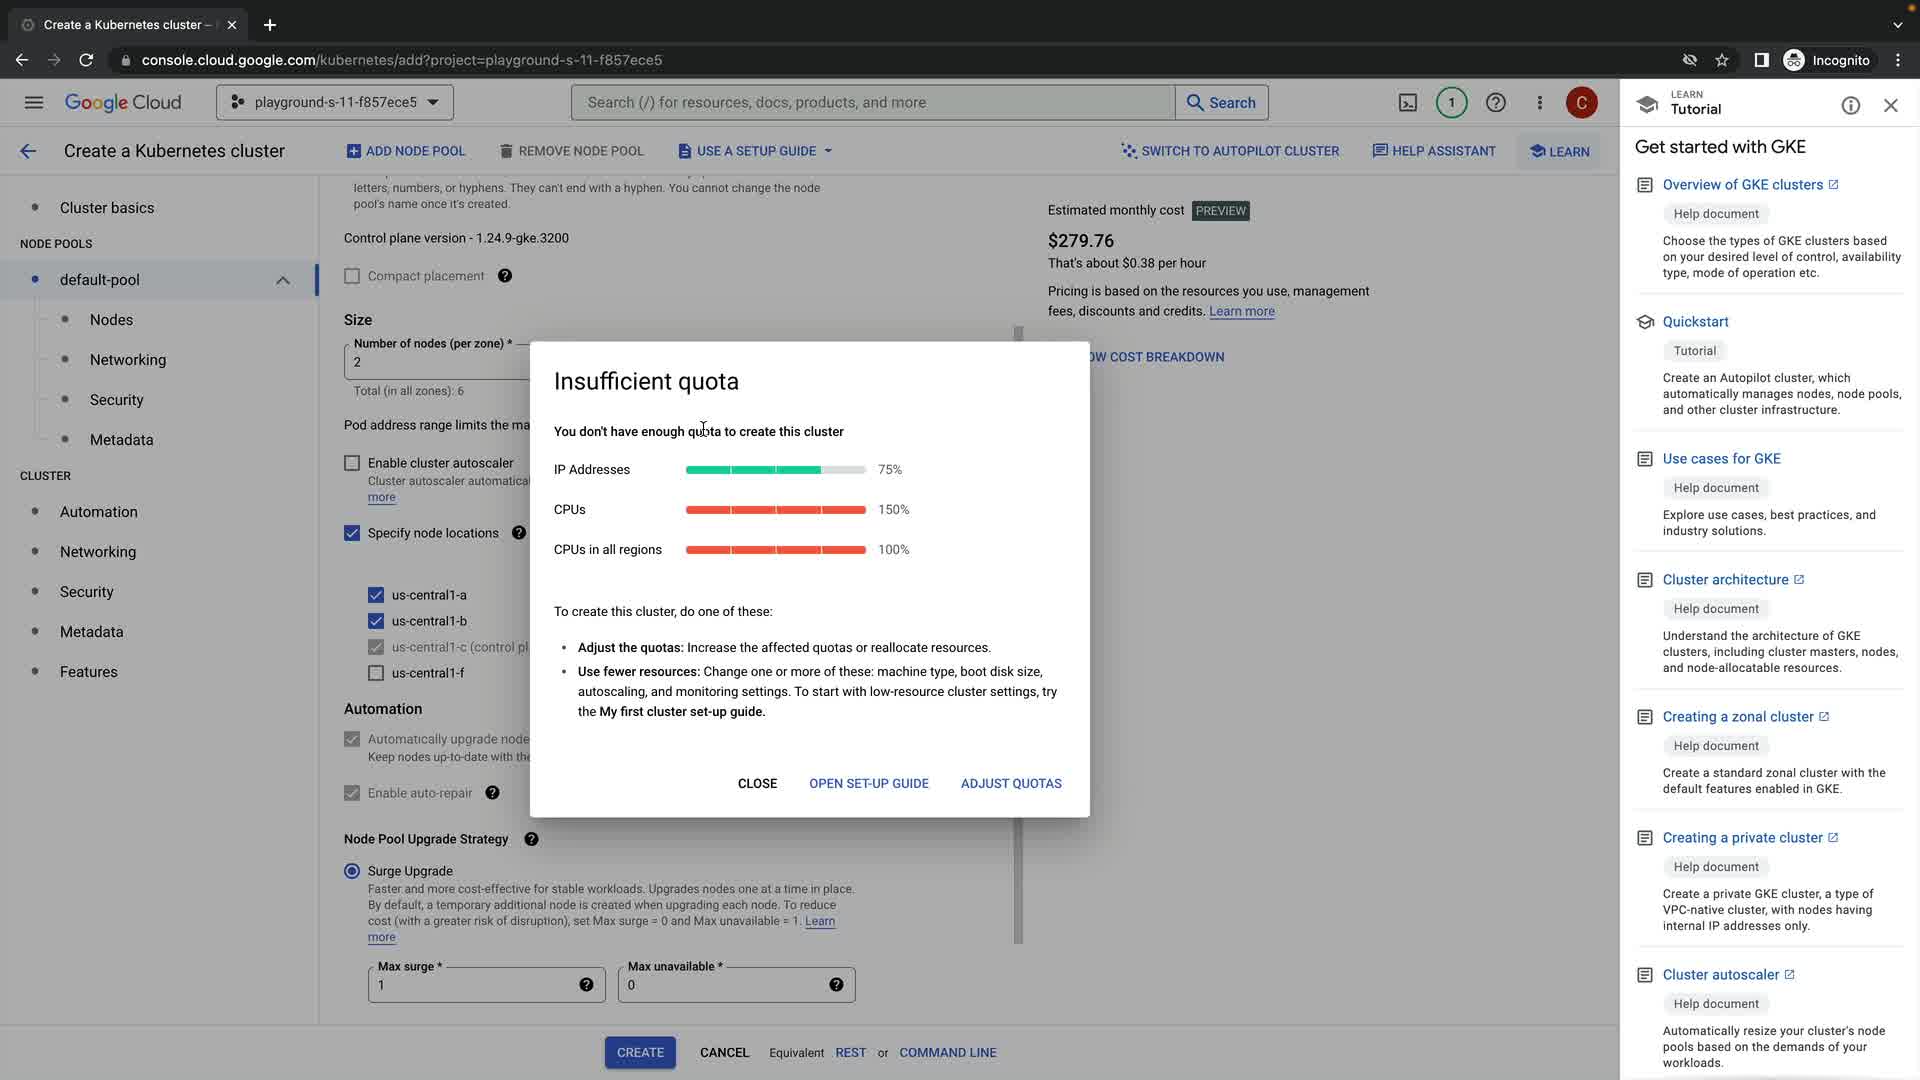 Create a Kubernetes cluster –
console.cloud.google.com/kubernetes/add?project=playground-s-11-f857ece5
Incognito
Google Cloud
playground-s-11-f857ece5
Search (/) for resources, docs, products, and more
Search
1
C
LEARN
Tutorial
Create a Kubernetes cluster
ADD NODE POOL
REMOVE NODE POOL
USE A SETUP GUIDE
SWITCH TO AUTOPILOT CLUSTER
HELP ASSISTANT
LEARN
Cluster basics
NODE POOLS
default-pool
Nodes
Networking
Security
Metadata
CLUSTER
Automation
Networking
Security
Metadata
Features
letters, numbers, or hyphens. They can't end with a hyphen. You cannot change the node
pool's name once it's created.
Control plane version - 1.24.9-gke.3200
Compact placement
Size
Number of nodes (per zone) *
2
Total (in all zones): 6
Pod address range limits the ma
Enable cluster autoscaler
Cluster autoscaler automatica
more
Specify node locations
us-central1-a
us-central1-b
us-central1-c (control pl
us-central1-f
Automation
Automatically upgrade node
Keep nodes up-to-date with the
Enable auto-repair
Node Pool Upgrade Strategy
Surge Upgrade
Faster and more cost-effective for stable workloads. Upgrades nodes one at a time in place.
By default, a temporary additional node is created when upgrading each node. To reduce
cost (with a greater risk of disruption), set Max surge = 0 and Max unavailable = 1. Learn
more
Max surge *
1
Max unavailable *
0
CREATE
CANCEL
Equivalent REST or COMMAND LINE
Estimated monthly cost PREVIEW
$279.76
That's about $0.38 per hour
Pricing is based on the resources you use, management
fees, discounts and credits. Learn more
OW COST BREAKDOWN
Insufficient quota
You don't have enough quota to create this cluster
IP Addresses 75%
CPUs 150%
CPUs in all regions 100%
To create this cluster, do one of these:
• Adjust the quotas: Increase the affected quotas or reallocate resources.
• Use fewer resources: Change one or more of these: machine type, boot disk size,
autoscaling, and monitoring settings. To start with low-resource cluster settings, try
the My first cluster set-up guide.
CLOSE
OPEN SET-UP GUIDE
ADJUST QUOTAS
Get started with GKE
Overview of GKE clusters
Help document
Choose the types of GKE clusters based
on your desired level of control, availability
type, mode of operation etc.
Quickstart
Tutorial
Create an Autopilot cluster, which
automatically manages nodes, node pools,
and other cluster infrastructure.
Use cases for GKE
Help document
Explore use cases, best practices, and
industry solutions.
Cluster architecture
Help document
Understand the architecture of GKE
clusters, including cluster masters, nodes,
and node-allocatable resources.
Creating a zonal cluster
Help document
Create a standard zonal cluster with the
default features enabled in GKE.
Creating a private cluster
Help document
Create a private GKE cluster, a type of
VPC-native cluster, with nodes having
internal IP addresses only.
Cluster autoscaler
Help document
Automatically resize your cluster's node
pools based on the demands of your
workloads.